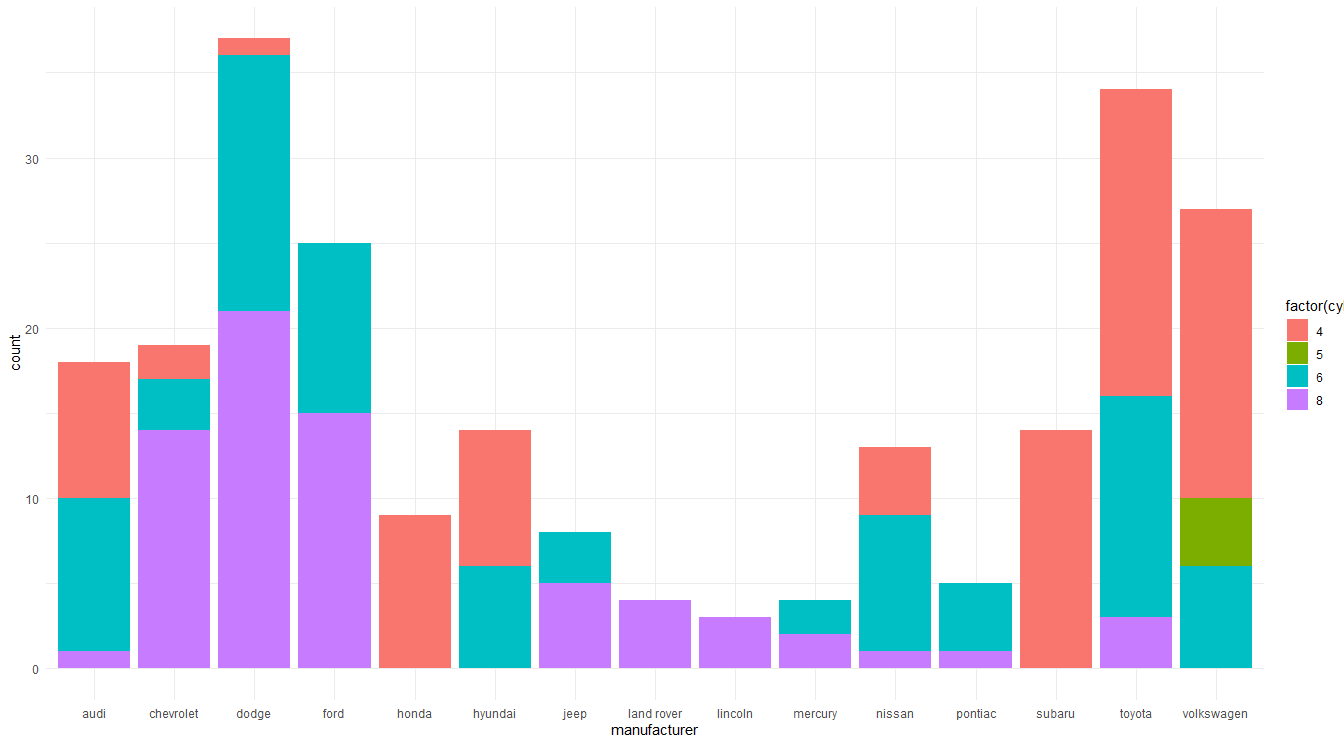 30
20
10
0
count
audi chevrolet dodge ford honda hyundai jeep land rover lincoln mercury nissan pontiac subaru toyota volkswagen
manufacturer
factor(cy
4
5
6
8